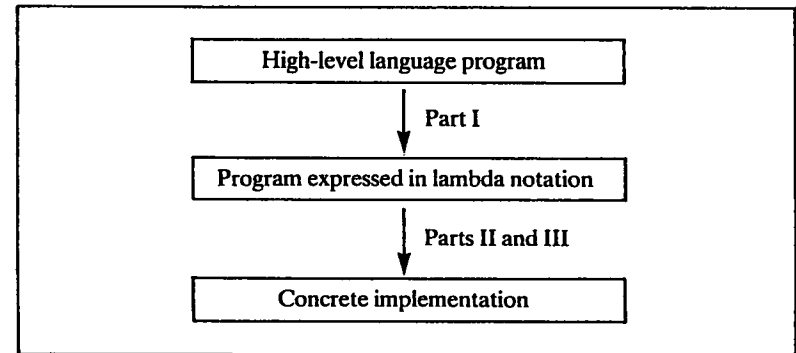 High-level language program
Part I
Program expressed in lambda notation
Parts II and III
Concrete implementation